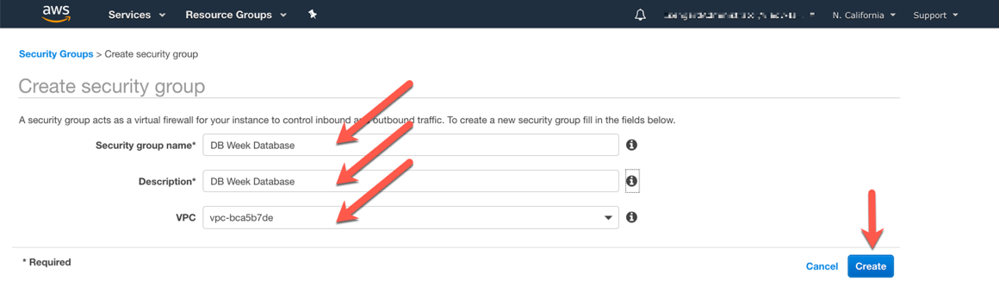 aws Services Resource Groups N. California Support
Security Groups > Create security group
Create security group
A security group acts as a virtual firewall for your instance to control inbound and outbound traffic. To create a new security group fill in the fields below.
Security group name* DB Week Database
Description* DB Week Database
VPC vpc-bca5b7de
* Required
Cancel Create